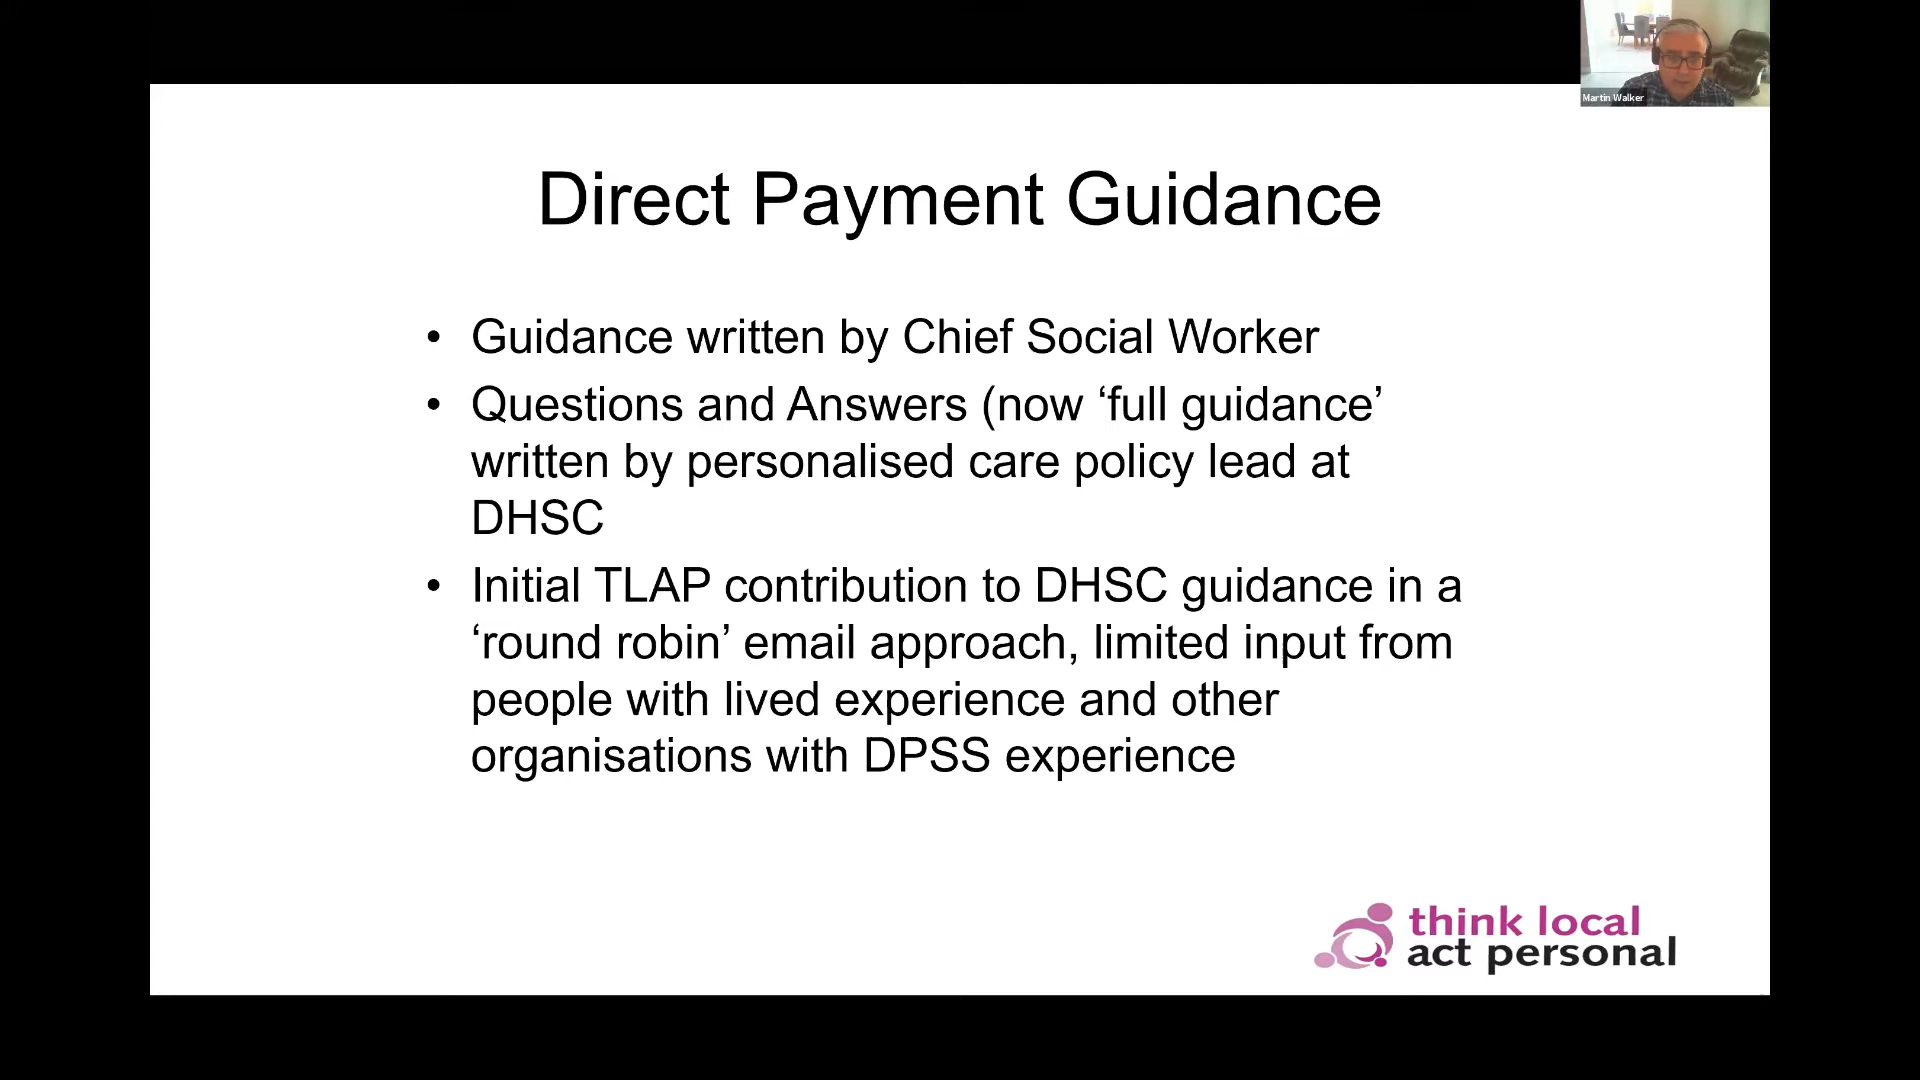 Martin Walker
Direct Payment Guidance
• Guidance written by Chief Social Worker
• Questions and Answers (now ‘full guidance’
written by personalised care policy lead at
DHSC
• Initial TLAP contribution to DHSC guidance in a
‘round robin’ email approach, limited input from
people with lived experience and other
organisations with DPSS experience
think local
act personal